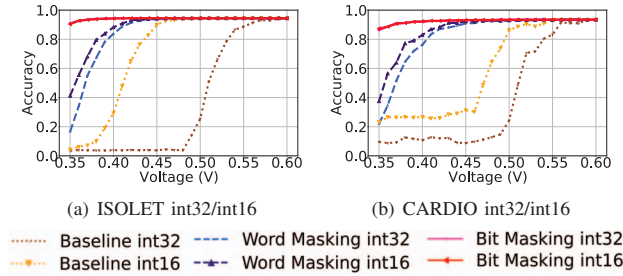 1.0 1.0
0.8 0.8
0.6 0.6
0.4 0.4
0.2 0.2
0.0 0.0
Accuracy Accuracy
0.35 0.40 0.45 0.50 0.55 0.60 0.35 0.40 0.45 0.50 0.55 0.60
Voltage (V) Voltage (V)
(a) ISOLET int32/int16 (b) CARDIO int32/int16
Baseline int32 Word Masking int32 Bit Masking int32
Baseline int16 Word Masking int16 Bit Masking int16